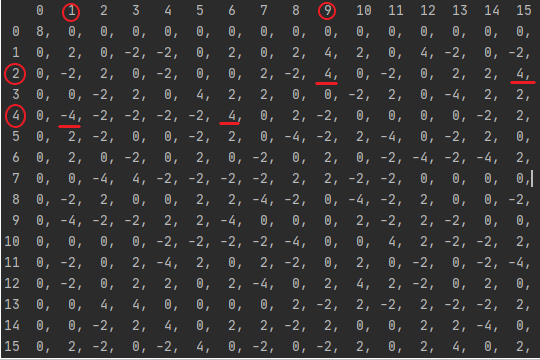 0 1 2 3 4 5 6 7 8 9 10 11 12 13 14 15
0 8, 0, 0, 0, 0, 0, 0, 0, 0, 0, 0, 0, 0, 0, 0, 0,
1 0, 2, 0, -2, -2, 0, 2, 0, 2, 4, 2, 0, 4, -2, 0, -2,
2 0, -2, 2, 0, -2, 0, 0, 2, -2, 4, 0, -2, 0, 2, 2, 4,
3 0, 0, -2, 2, 0, 4, 2, 2, 0, 0, -2, 2, 0, -4, 2, 2,
4 0, -4, -2, -2, -2, -2, 4, 0, 2, -2, 0, 0, 0, 0, -2, 2,
5 0, 2, -2, 0, 0, -2, 2, 0, -4, -2, 2, -4, 0, -2, 2, 0,
6 0, 2, 0, -2, 0, 2, 0, -2, 0, 2, 0, -2, -4, -2, -4, 2,
7 0, 0, -4, 4, -2, -2, -2, -2, 2, 2, -2, -2, 0, 0, 0, 0,
8 0, -2, 2, 0, 0, 2, 2, -4, -2, 0, -4, -2, 2, 0, 0, -2,
9 0, -4, -2, -2, 2, 2, -4, 0, 0, 0, 2, -2, 2, -2, 0, 0,
10 0, 0, 0, 0, -2, -2, -2, -2, -4, 0, 0, 4, 2, -2, -2, 2,
11 0, -2, 0, 2, -4, 2, 0, 2, -2, 0, 2, 0, -2, 0, -2, -4,
12 0, -2, 0, 2, 2, 0, 2, -4, 0, 2, 4, 2, -2, 0, 2, 0,
13 0, 0, 4, 4, 0, 0, 0, 0, 2, -2, 2, -2, -2, 2, -2, 2,
14 0, 0, -2, 2, 4, 0, 2, 2, -2, 2, 0, 0, 2, 2, -4, 0,
15 0, 2, -2, 0, -2, 4, 0, -2, 0, -2, 2, 0, 2, 4, 0, 2,